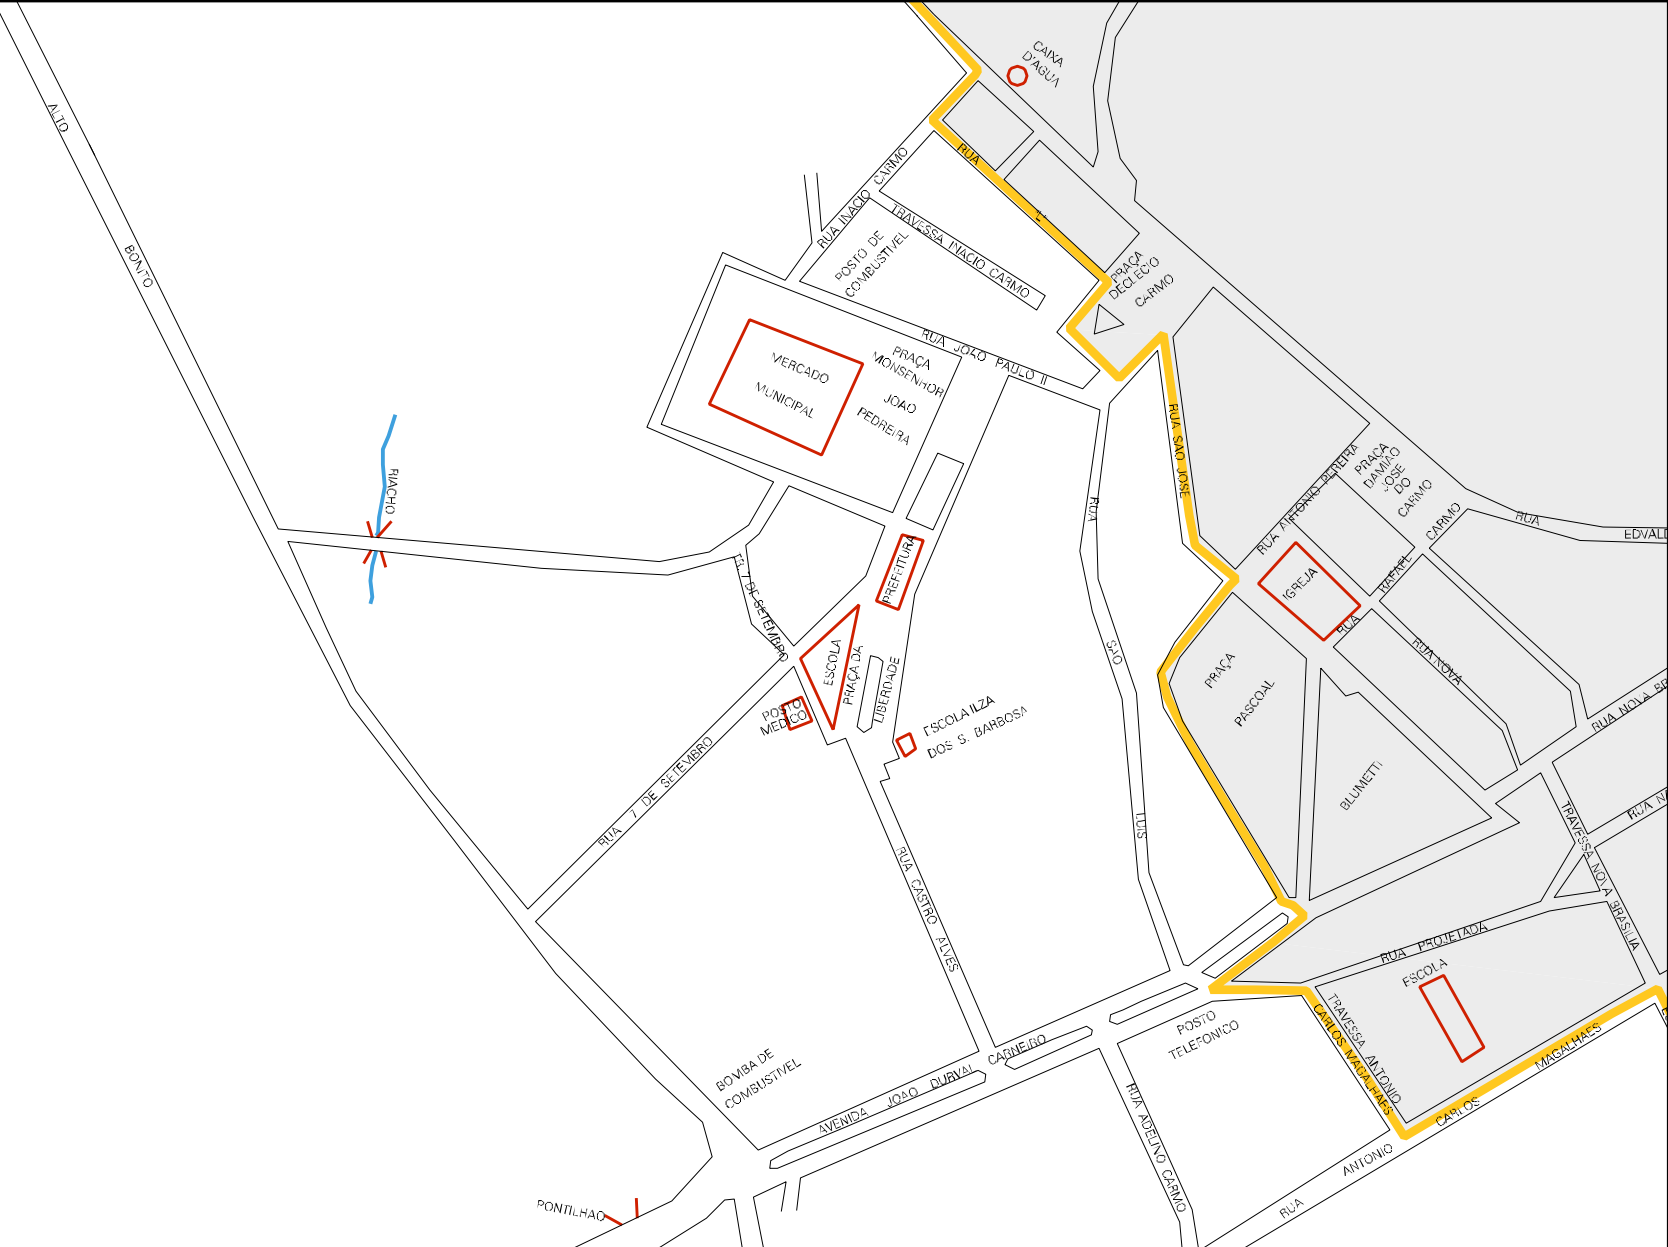 CAIXA
D'AGUA
ALTO
BONITO
RUA
"L"
RUA INACIO CARMO
TRAVESSA INACIO CARMO
POSTO DE
COMBUSTIVEL
PRAÇA
DECLECIO
CARMO
RUA JOAO PAULO II
PRAÇA
MONSENHOR
JOAO
PEDREIRA
MERCADO
MUNICIPAL
RIACHO
RUA SAO JOSE
RUA ANTONIO PEREIRA
PRAÇA
DAMIAO
JOSE
DO
CARMO
RUA
EDVALD
RUA RAFAEL CARMO
IGREJA
RUA NOVA
RUA NOVA BR
RUA NA
PREFEITURA
TR. 7 DE SETEMBRO
ESCOLA
PRAÇA DA
LIBERDADE
POSTO
MEDICO
ESCOLA ILZA
DOS S. BARBOSA
RUA SAO LUIS
PRAÇA
PASCOAL
BLUMETTI
RUA 7 DE SETEMBRO
RUA CASTRO ALVES
TRAVESSA NOVA BRASILIA
RUA PROJETADA
ESCOLA
TRAVESSA ANTONIO
CARLOS MAGALHAES
POSTO
TELEFONICO
BOMBA DE
COMBUSTIVEL
AVENIDA JOAO DURVAL CARNEIRO
RUA ADELINO CARMO
RUA ANTONIO CARLOS MAGALHAES
PONTILHAO